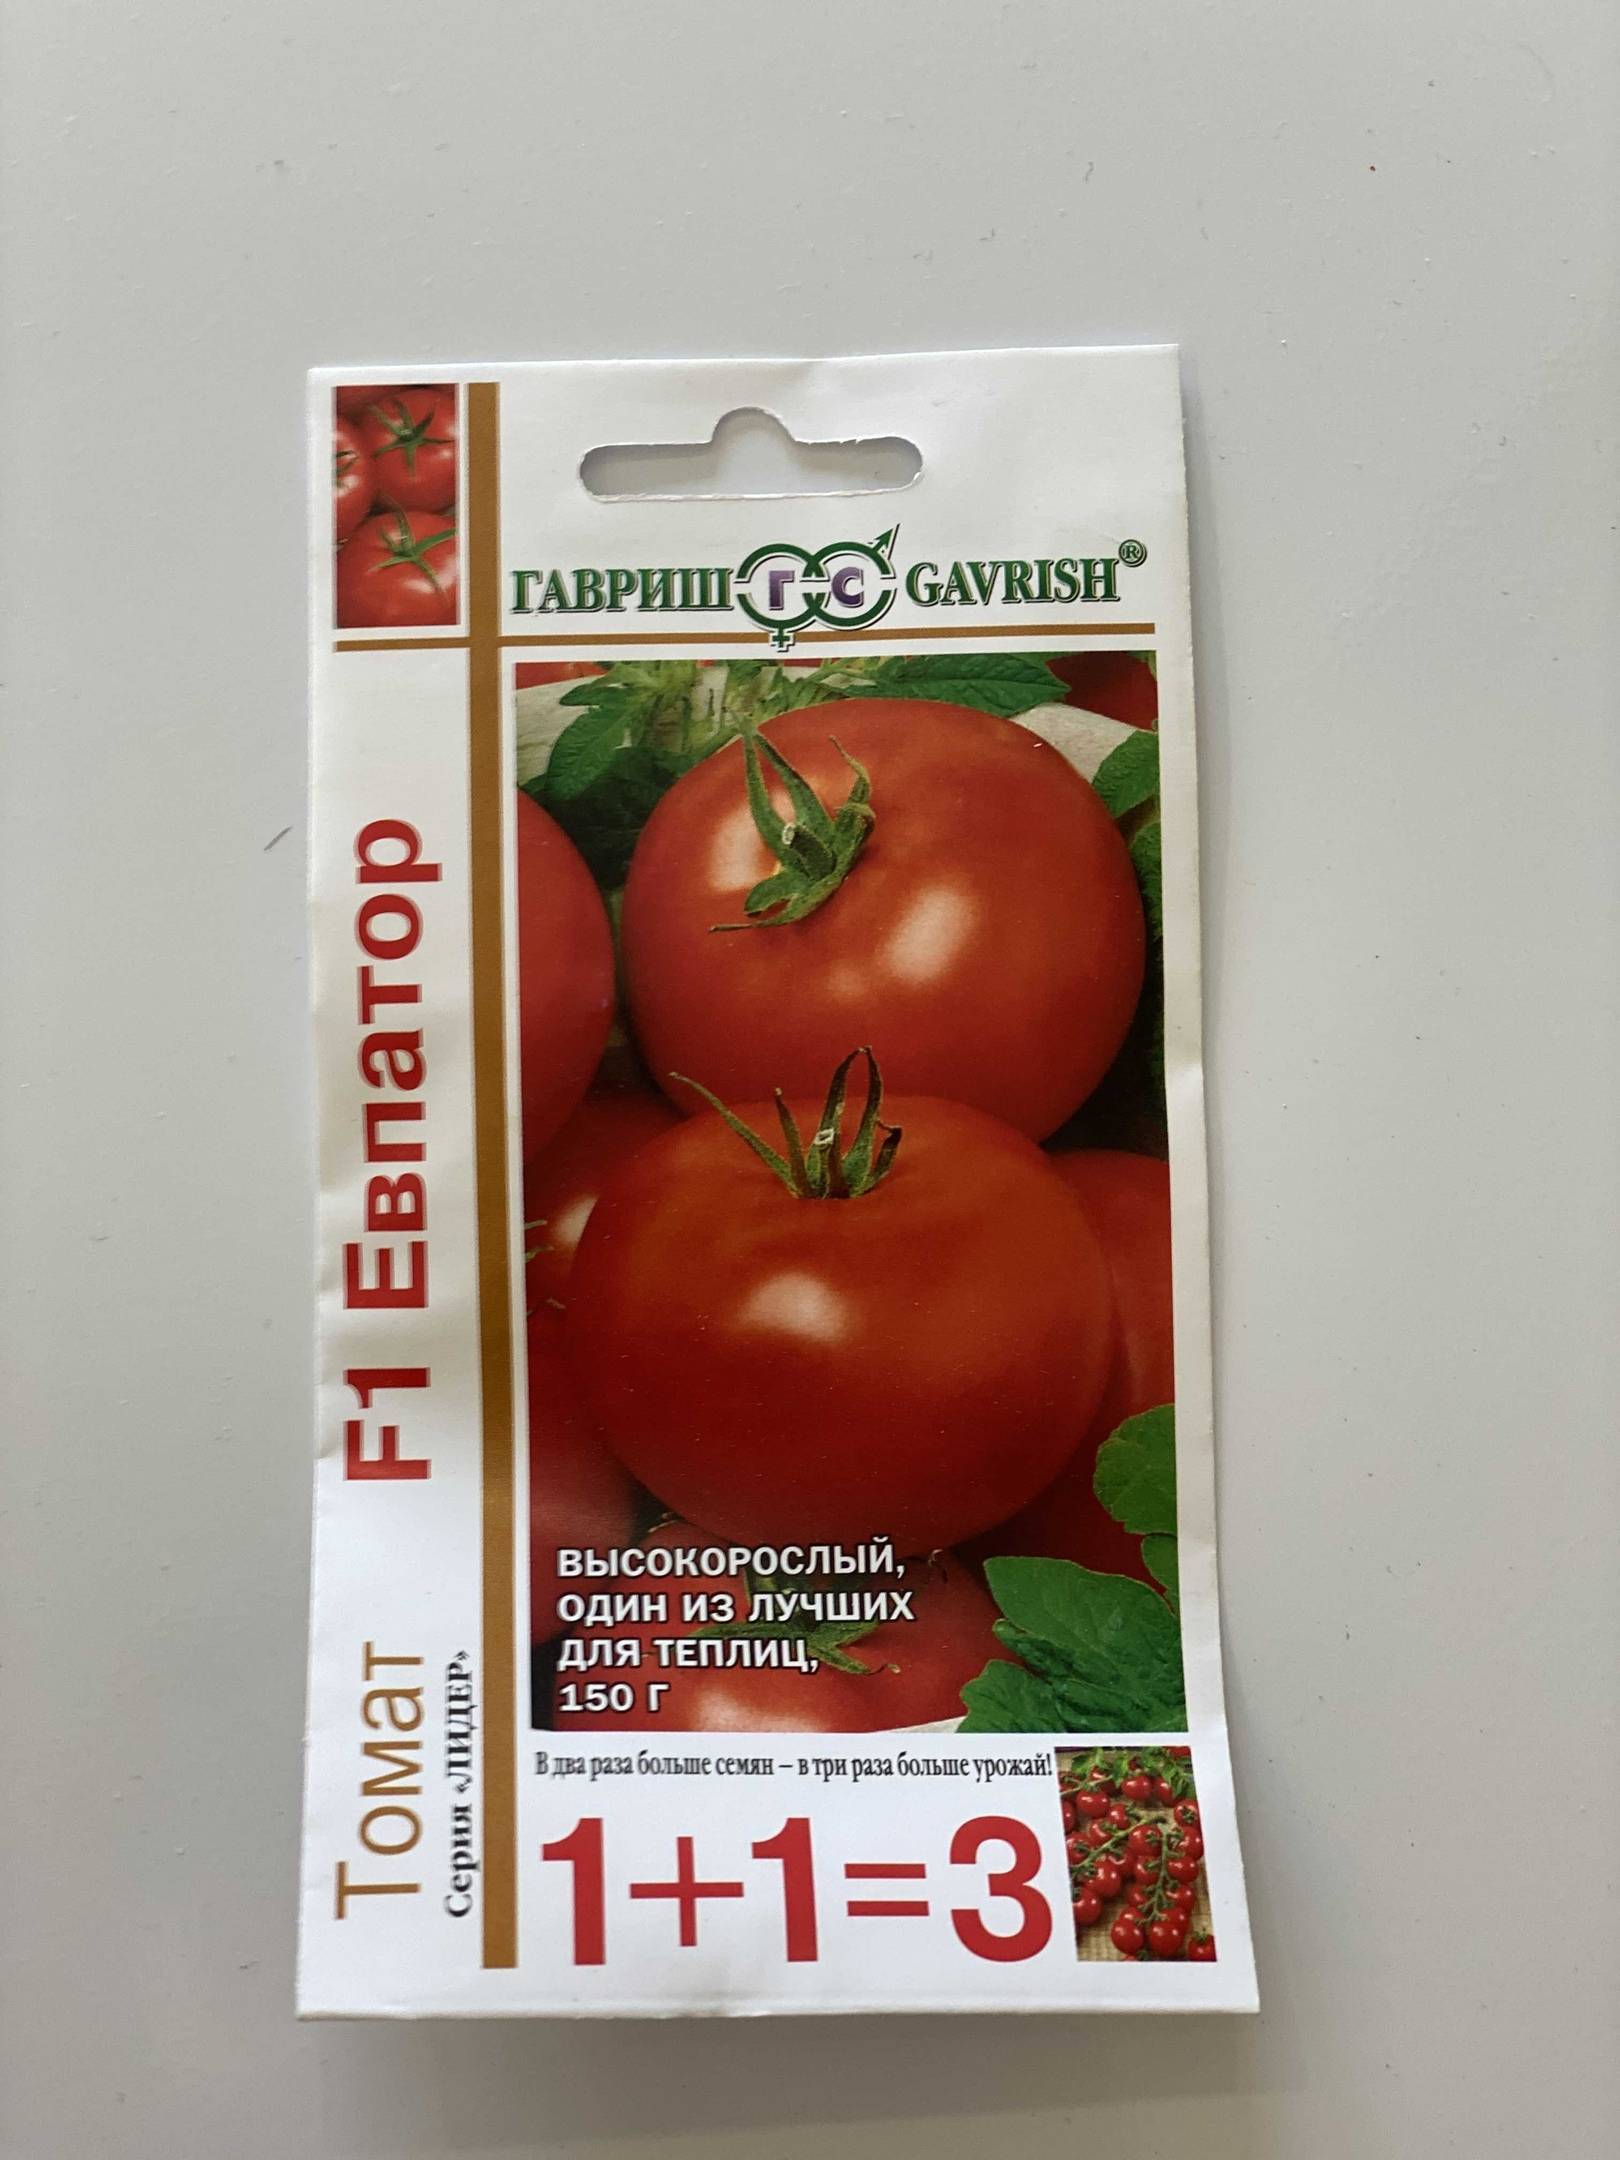 ГАВРИШ ГС GAVRISH®
Томат F1 Евпатор
Серия «ЛИДЕР»
ВЫСОКОРОСЛЫЙ,
ОДИН ИЗ ЛУЧШИХ
ДЛЯ ТЕПЛИЦ,
150 Г
В два раза больше семян – в три раза больше урожай!
1+1=3